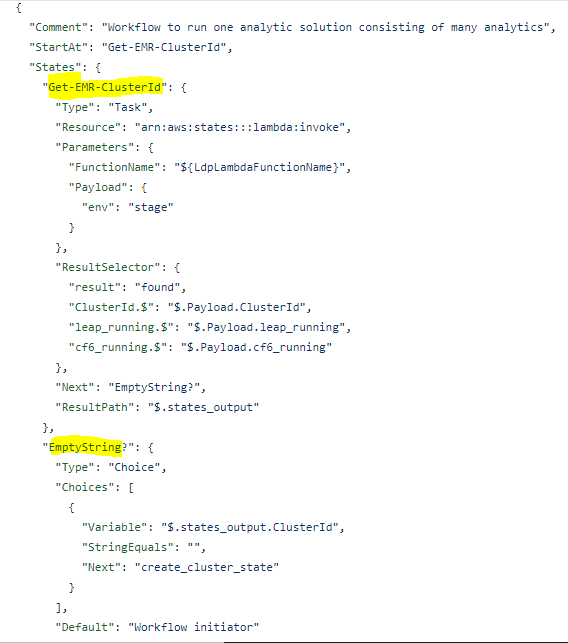 {
"Comment": "Workflow to run one analytic solution consisting of many analytics",
"StartAt": "Get-EMR-ClusterId",
"States": {
"Get-EMR-ClusterId": {
"Type": "Task",
"Resource": "arn:aws:states:::lambda:invoke",
"Parameters": {
"FunctionName": "${LdpLambdaFunctionName}",
"Payload": {
"env": "stage"
}
},
"ResultSelector": {
"result": "found",
"ClusterId.$": "$.Payload.ClusterId",
"leap_running.$": "$.Payload.leap_running",
"cf6_running.$": "$.Payload.cf6_running"
},
"Next": "EmptyString?",
"ResultPath": "$.states_output"
},
"EmptyString?": {
"Type": "Choice",
"Choices": [
{
"Variable": "$.states_output.ClusterId",
"StringEquals": "",
"Next": "create_cluster_state"
}
],
"Default": "Workflow initiator"